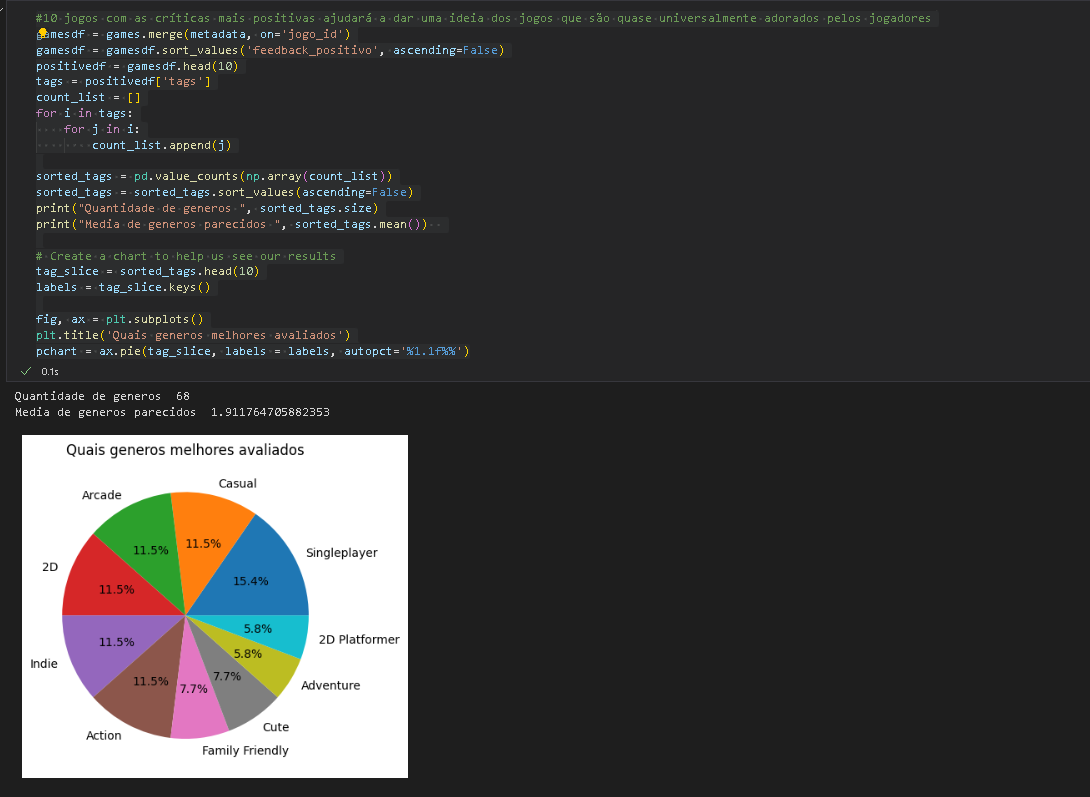 #10 jogos com as críticas mais positivas ajudará a dar uma ideia dos jogos que são quase universalmente adorados pelos jogadores
gamesdf = games.merge(metadata, on='jogo_id')
gamesdf = gamesdf.sort_values('feedback_positivo', ascending=False)
positivedf = gamesdf.head(10)
tags = positivedf['tags']
count_list = []
for i in tags:
    for j in i:
        count_list.append(j)
sorted_tags = pd.value_counts(np.array(count_list))
sorted_tags = sorted_tags.sort_values(ascending=False)
print("Quantidade de generos ", sorted_tags.size)
print("Media de generos parecidos ", sorted_tags.mean())
# Create a chart to help us see our results
tag_slice = sorted_tags.head(10)
labels = tag_slice.keys()
fig, ax = plt.subplots()
plt.title('Quais generos melhores avaliados')
pchart = ax.pie(tag_slice, labels = labels, autopct='%1.1f%%')
0.1s
Quantidade de generos  68
Media de generos parecidos  1.911764705882353
Quais generos melhores avaliados
Casual
Arcade
11.5%
11.5%
Singleplayer
2D
15.4%
11.5%
5.8%
2D Platformer
11.5%
5.8%
Indie
7.7%
11.5%
7.7%
Adventure
Cute
Action
Family Friendly